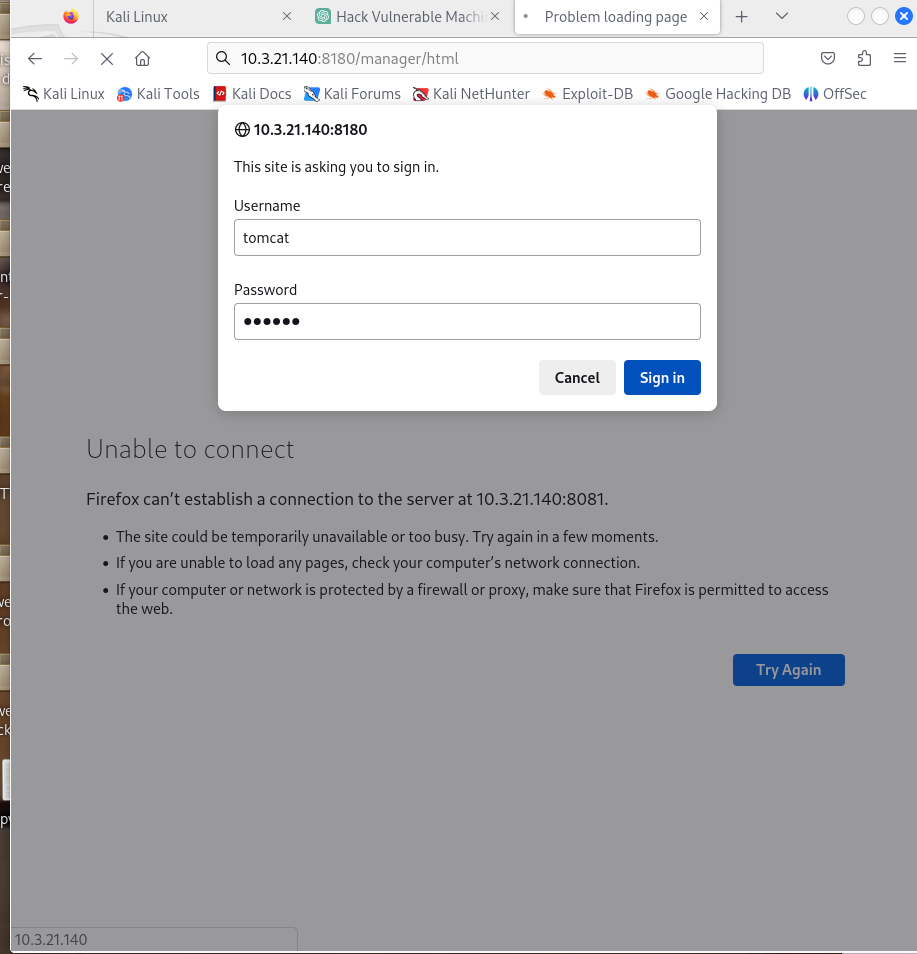 Kali Linux
Hack Vulnerable Machi
Problem loading page
10.3.21.140:8180/manager/html
Kali Linux Kali Tools Kali Docs Kali Forums Kali NetHunter Exploit-DB Google Hacking DB OffSec
10.3.21.140:8180
This site is asking you to sign in.
Username
tomcat
Password
••••••
Cancel Sign in
Unable to connect
Firefox can’t establish a connection to the server at 10.3.21.140:8081.
• The site could be temporarily unavailable or too busy. Try again in a few moments.
• If you are unable to load any pages, check your computer’s network connection.
• If your computer or network is protected by a firewall or proxy, make sure that Firefox is permitted to access
the web.
Try Again
10.3.21.140